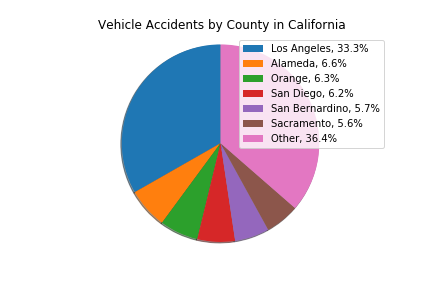 Vehicle Accidents by County in California
Los Angeles, 33.3%
Alameda, 6.6%
Orange, 6.3%
San Diego, 6.2%
San Bernardino, 5.7%
Sacramento, 5.6%
Other, 36.4%